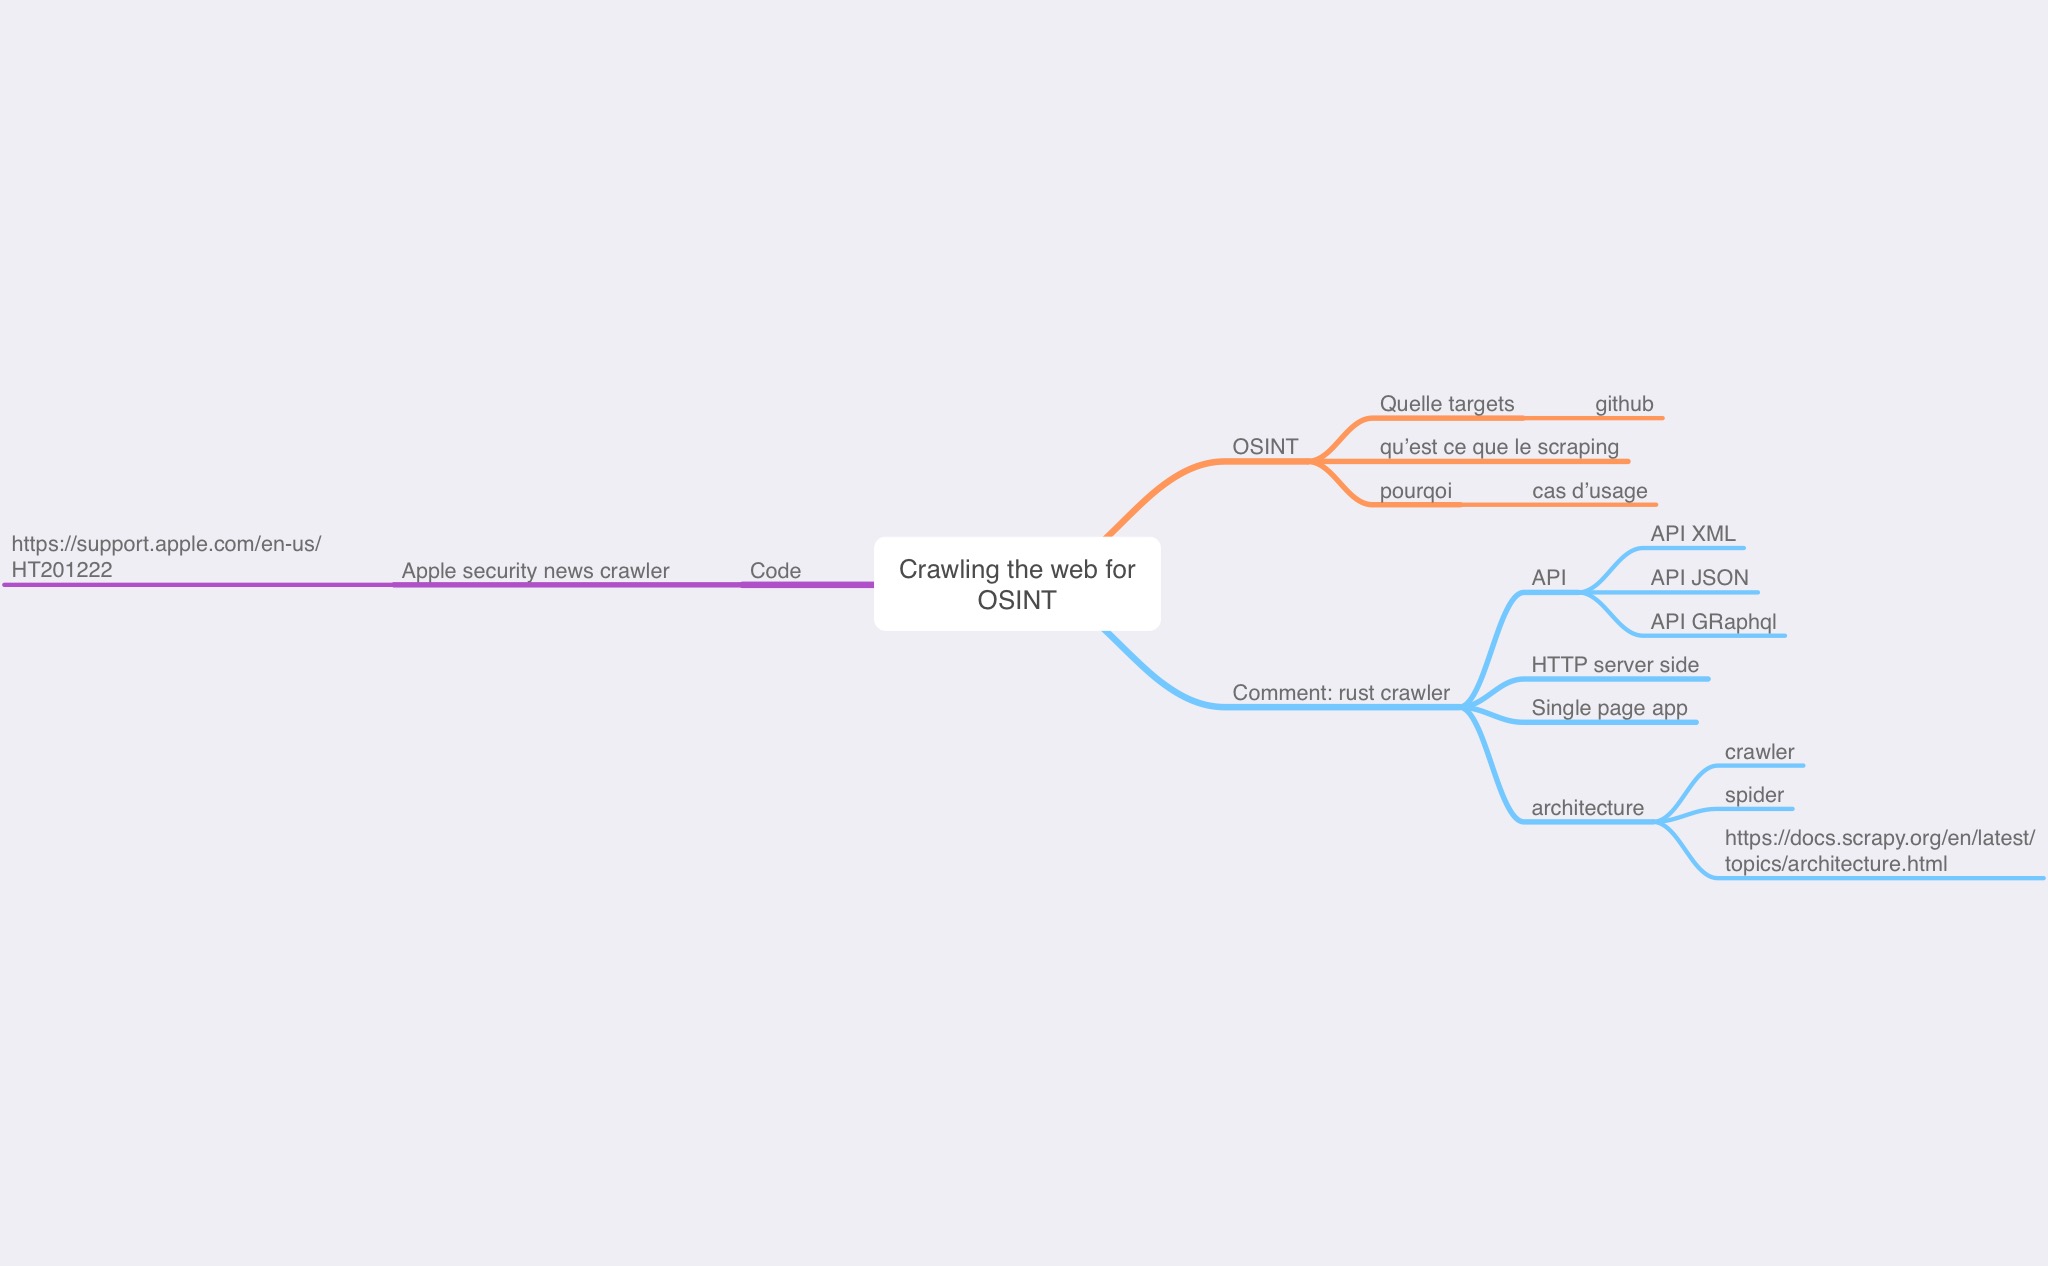 Crawling the web for
OSINT
OSINT
Quelle targets
github
qu’est ce que le scraping
pourqoi
cas d’usage
Comment: rust crawler
API
API XML
API JSON
API GRaphql
HTTP server side
Single page app
architecture
crawler
spider
https://docs.scrapy.org/en/latest/
topics/architecture.html
Code
Apple security news crawler
https://support.apple.com/en-us/
HT201222